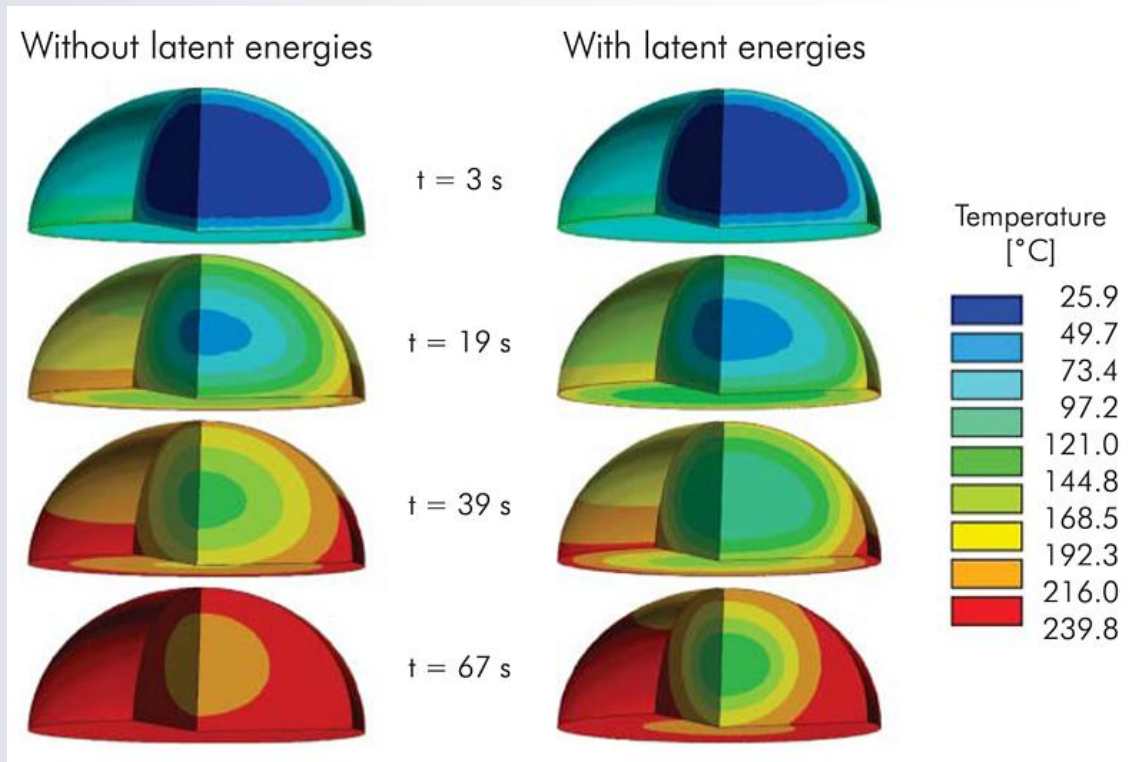 Without latent energies
With latent energies
t = 3 s
t = 19 s
t = 39 s
t = 67 s
Temperature
[°C]
25.9
49.7
73.4
97.2
121.0
144.8
168.5
192.3
216.0
239.8